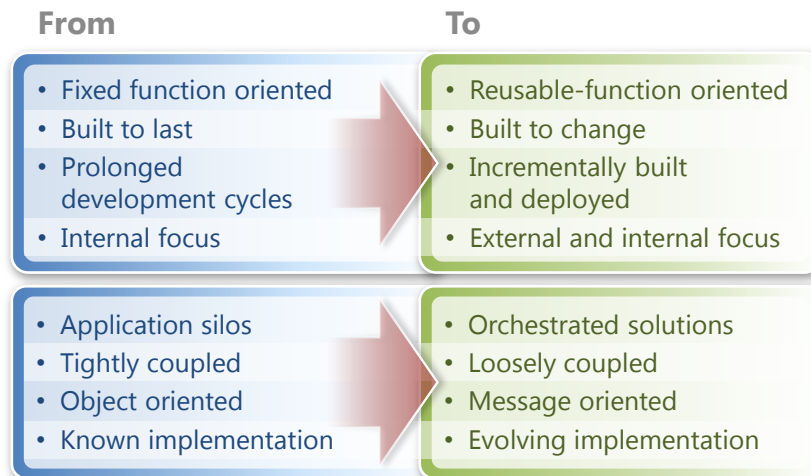 From
To
• Fixed function oriented
• Built to last
• Prolonged
development cycles
• Internal focus
• Reusable-function oriented
• Built to change
• Incrementally built
and deployed
• External and internal focus
• Application silos
• Tightly coupled
• Object oriented
• Known implementation
• Orchestrated solutions
• Loosely coupled
• Message oriented
• Evolving implementation